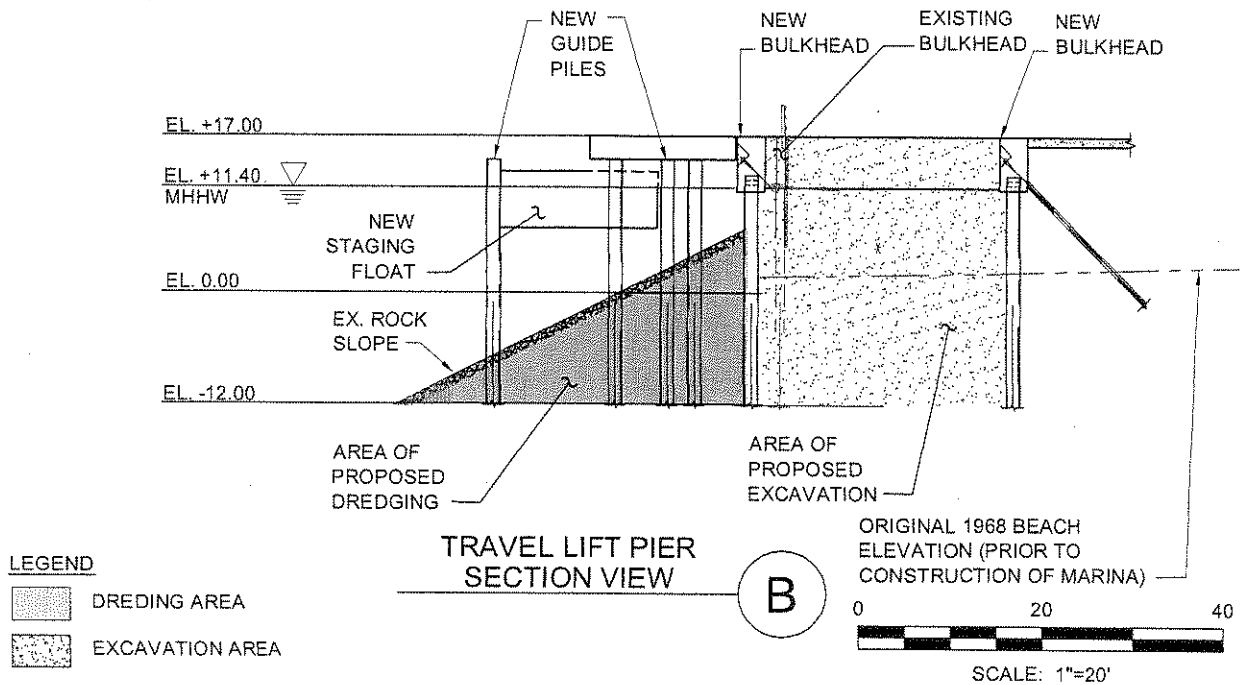 NEW
GUIDE
PILES
NEW
BULKHEAD
EXISTING
BULKHEAD
NEW
BULKHEAD
EL. +17.00
EL. +11.40
MHHW
NEW
STAGING
FLOAT
EL. 0.00
EX. ROCK
SLOPE
EL. -12.00
AREA OF
PROPOSED
DREDGING
AREA OF
PROPOSED
EXCAVATION
ORIGINAL 1968 BEACH
ELEVATION (PRIOR TO
CONSTRUCTION OF MARINA)
LEGEND
DREDING AREA
EXCAVATION AREA
TRAVEL LIFT PIER
SECTION VIEW
B
0 20 40
SCALE: 1"=20'